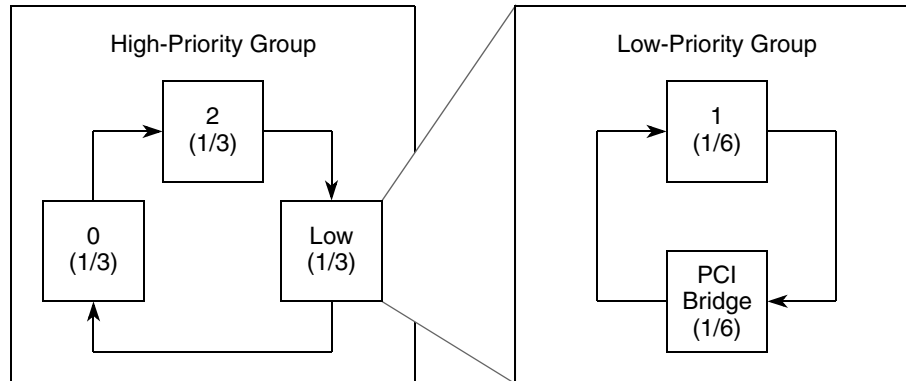 High-Priority Group
2
(1/3)
0
(1/3)
Low
(1/3)
Low-Priority Group
1
(1/6)
PCI
Bridge
(1/6)